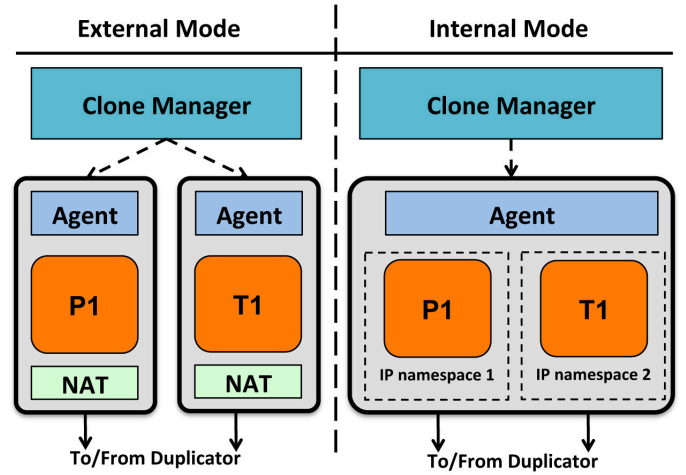 External Mode
Internal Mode
Clone Manager
Clone Manager
Agent
Agent
Agent
P1
T1
P1
T1
IP namespace 1
IP namespace 2
NAT
NAT
To/From Duplicator
To/From Duplicator